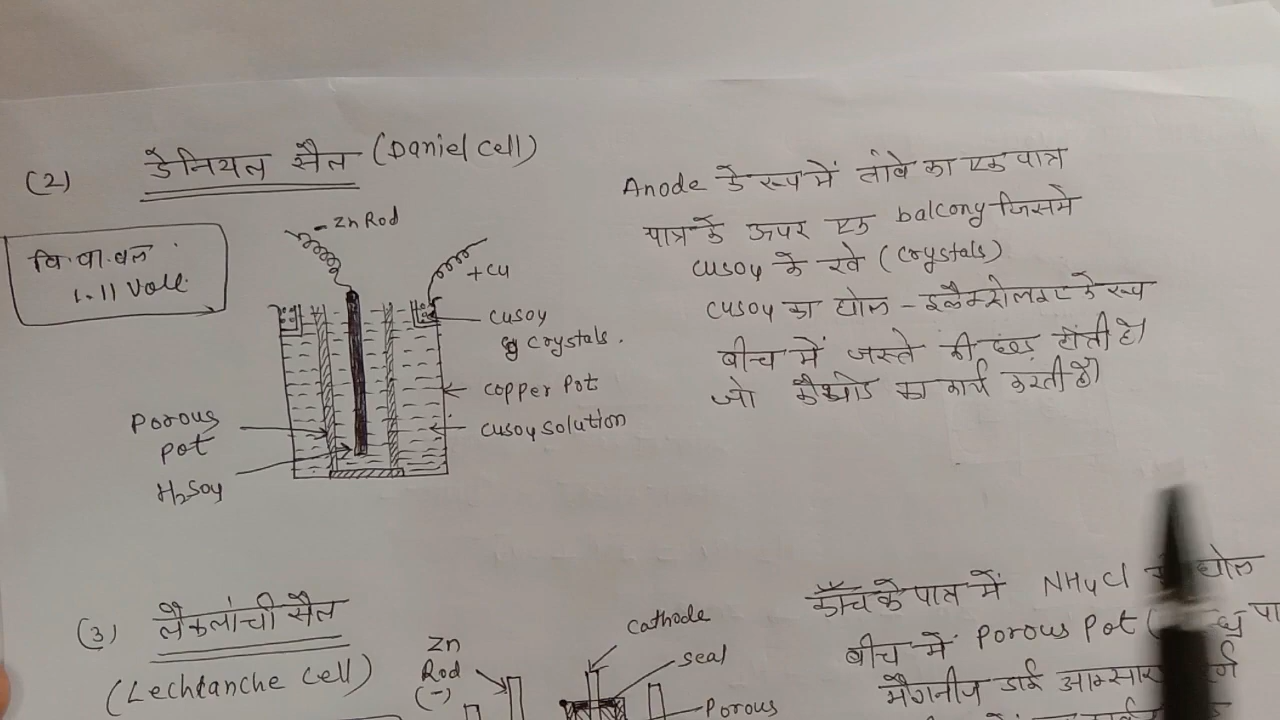 (2) डेनियल सैल (Daniel cell)
वि.वा.बल
1.11 Volt
- Zn Rod
+ Cu
CuSO4
Crystals.
Copper Pot
CuSO4 Solution
Porous
Pot
H2SO4
Anode के रूप में तांबे का एक पात्र
पात्र के ऊपर एक balcony जिसमे
CuSO4 के रवे (Crystals)
CuSO4 का घोल - इलैक्ट्रोलाइट के रूप
बीच में जस्ते की छड़ होती है।
जो कैथोड का कार्य करती है।
(3) लैकलांची सैल
(Lechlanche Cell)
Zn
Rod
(-)
Cathode
Seal
Porous
काँच के पात्र में NH4Cl घोल
बीच में Porous Pot (
मैगनीज डाई